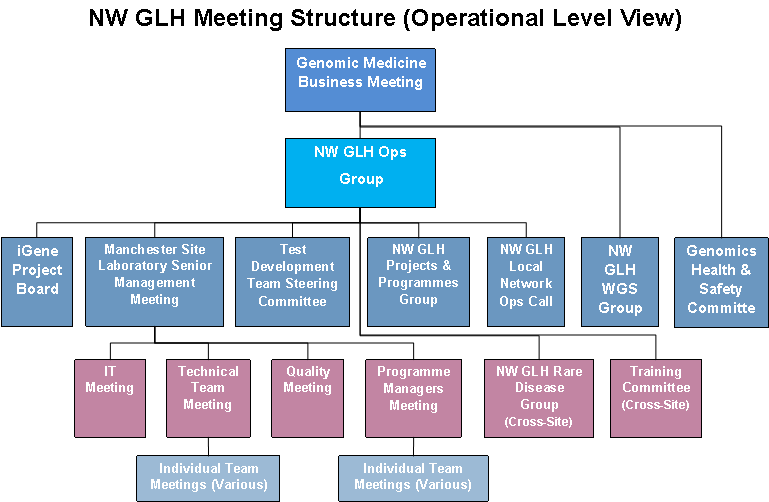 NW GLH Meeting Structure (Operational Level View)
Genomic Medicine
Business Meeting
NW GLH Ops
Group
iGene
Project
Board
Manchester Site
Laboratory Senior
Management
Meeting
Test
Development
Team Steering
Committee
NW GLH
Projects &
Programmes
Group
NW GLH
Local
Network
Ops Call
NW
GLH
WGS
Group
Genomics
Health &
Safety
Committe
IT
Meeting
Technical
Team
Meeting
Quality
Meeting
Programme
Managers
Meeting
NW GLH Rare
Disease
Group
(Cross-Site)
Training
Committee
(Cross-Site)
Individual Team
Meetings (Various)
Individual Team
Meetings (Various)